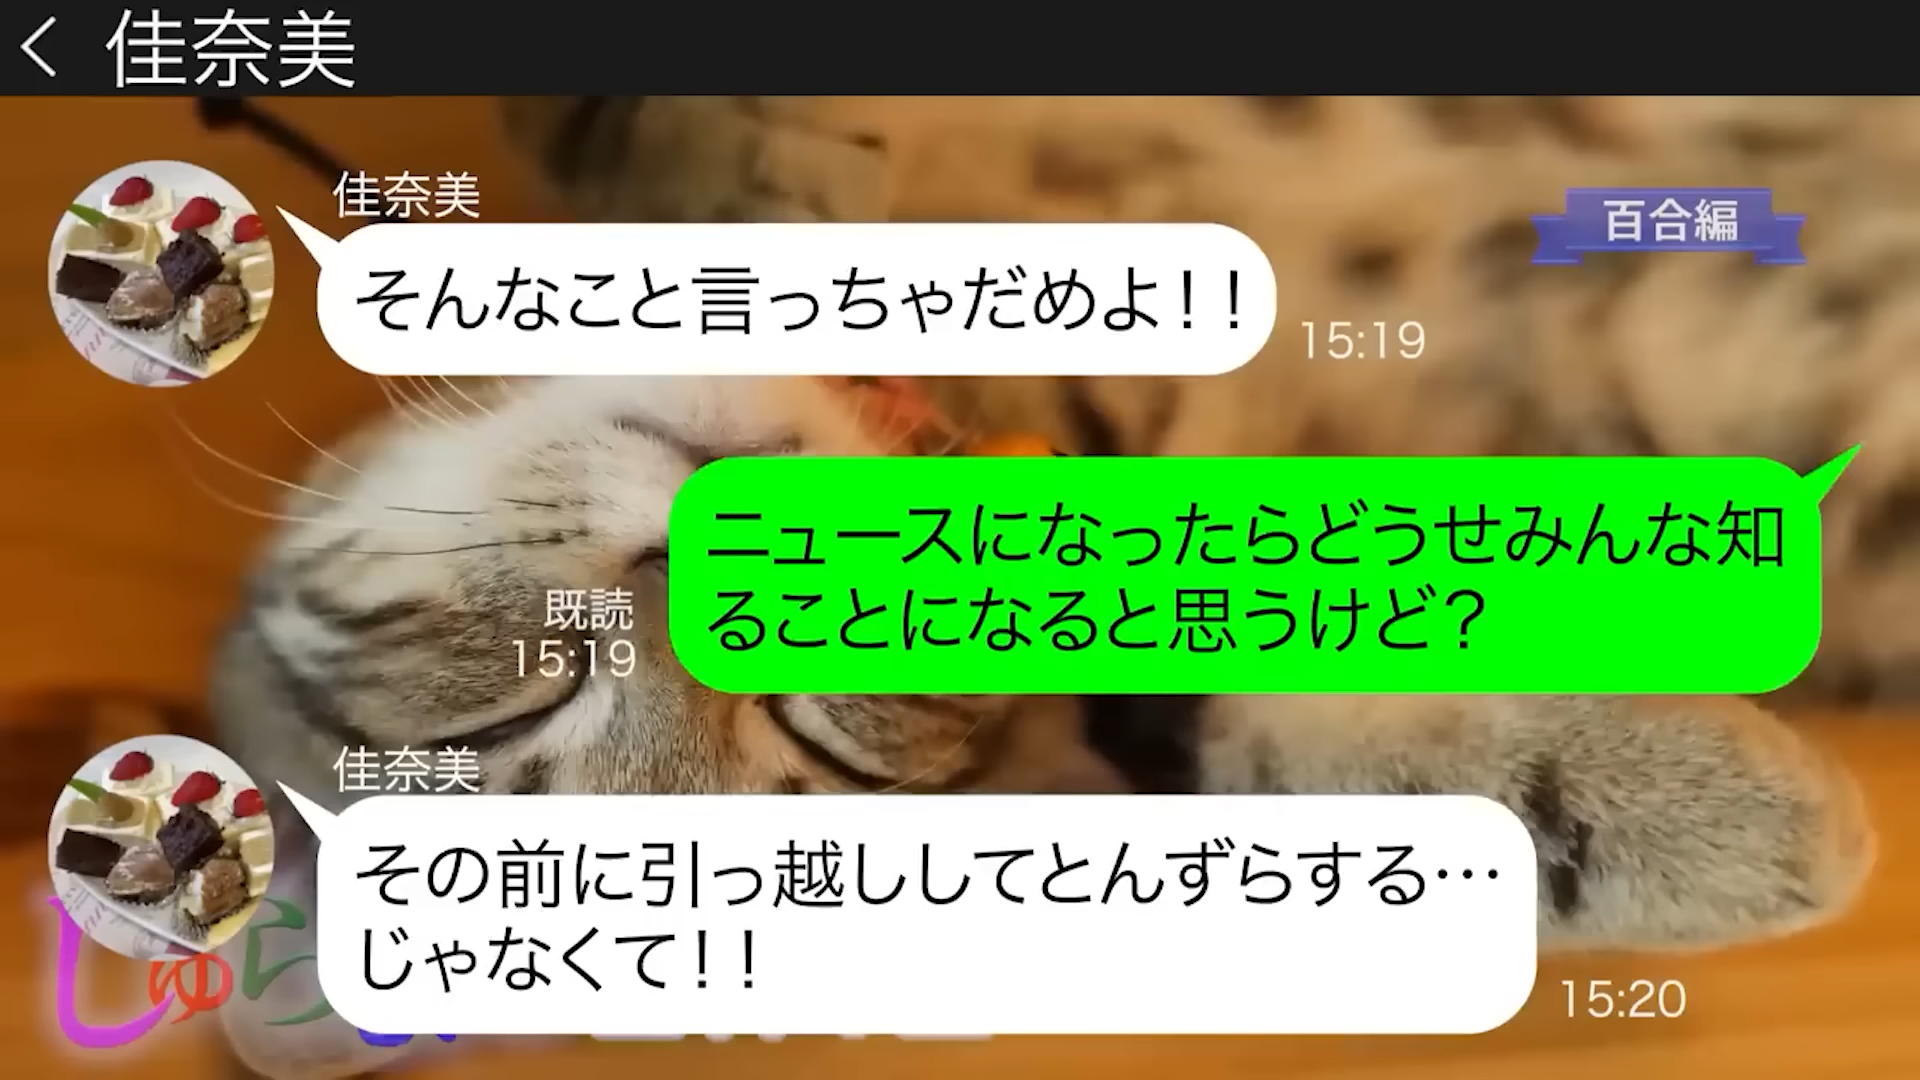 佳奈美
佳奈美
百合編
そんなこと言っちゃだめよ！！
15:19
ニュースになったらどうせみんな知
ることになると思うけど？
既読
15:19
佳奈美
その前に引っ越ししてとんずらする…
じゃなくて！！
15:20
しゅら